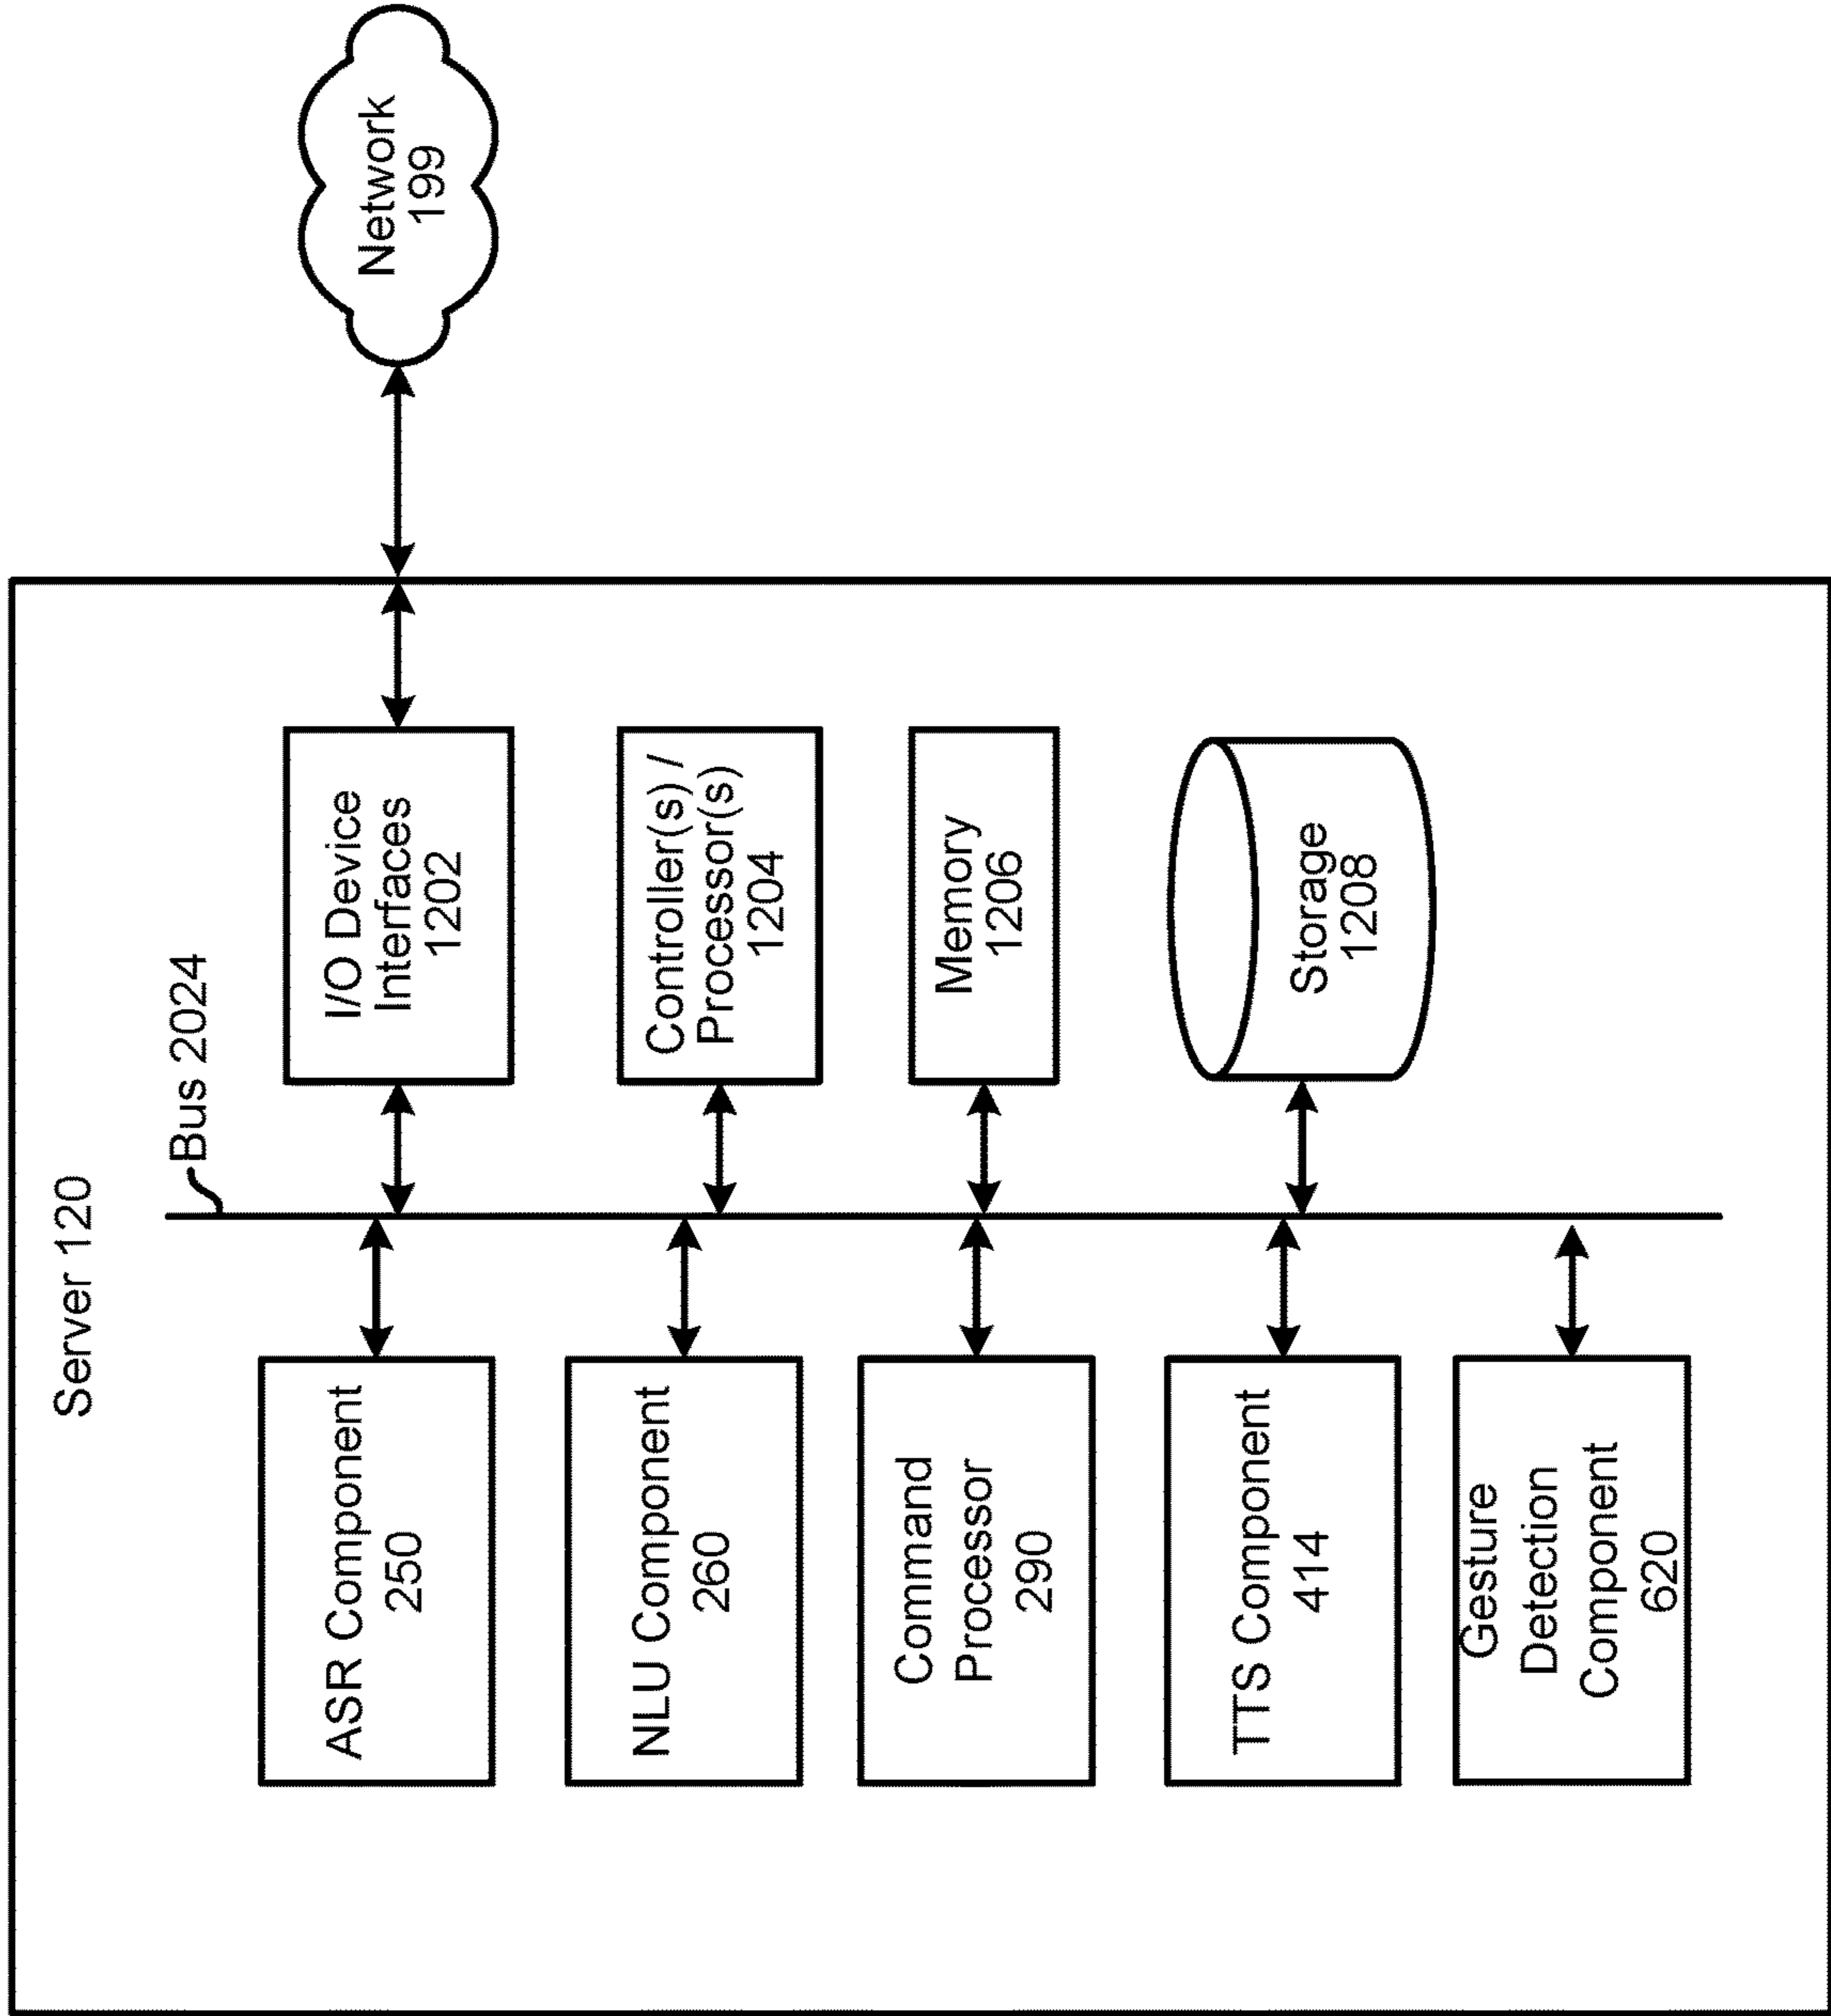 Server 120
Bus 2024
ASR Component
250
NLU Component
260
Command
Processor
290
TTS Component
414
Gesture
Detection
Component
620
I/O Device
Interfaces
1202
Controller(s) /
Processor(s)
1204
Memory
1206
Storage
1208
Network
199